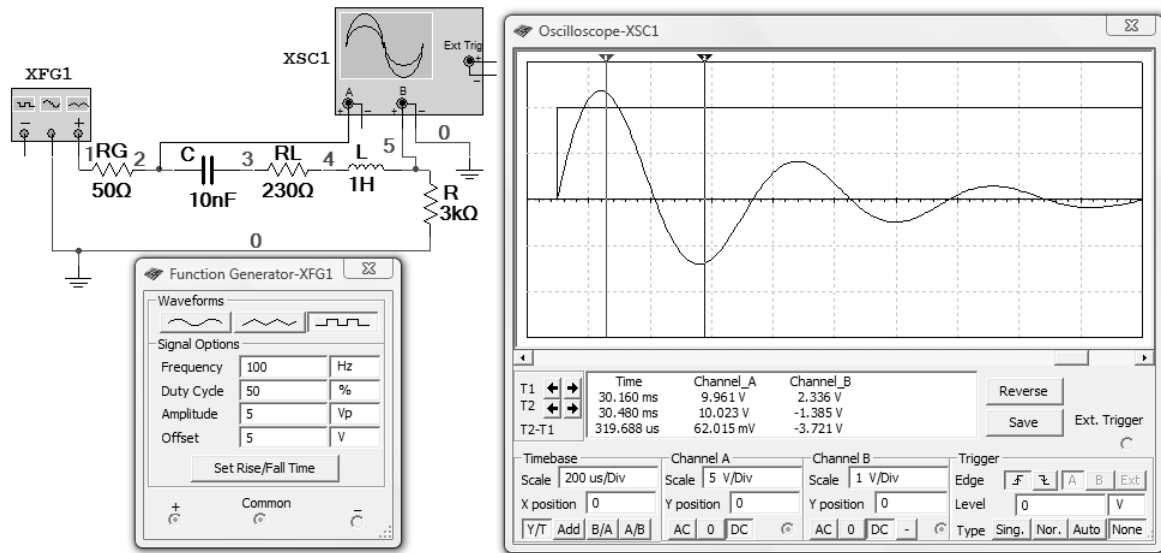 XFG1
XSC1
Ext Trig
+
−
A
B
+ − + −
− +
1 RG 2 C 3 RL 4 L 5 0
50Ω 10nF 230Ω 1H
R
3kΩ
0
Function Generator-XFG1
Waveforms
Signal Options
Frequency 100 Hz
Duty Cycle 50 %
Amplitude 5 Vp
Offset 5 V
Set Rise/Fall Time
+ Common −
Oscilloscope-XSC1
1 2
T1
T2
T2-T1
Time Channel_A Channel_B
30.160 ms 9.961 V 2.336 V
30.480 ms 10.023 V -1.385 V
319.688 us 62.015 mV -3.721 V
Reverse
Save
Ext. Trigger
Timebase
Scale 200 us/Div
X position 0
Y/T Add B/A A/B
Channel A
Scale 5 V/Div
Y position 0
AC 0 DC
Channel B
Scale 1 V/Div
Y position 0
AC 0 DC -
Trigger
Edge A B Ext
Level 0 V
Type Sing. Nor. Auto None